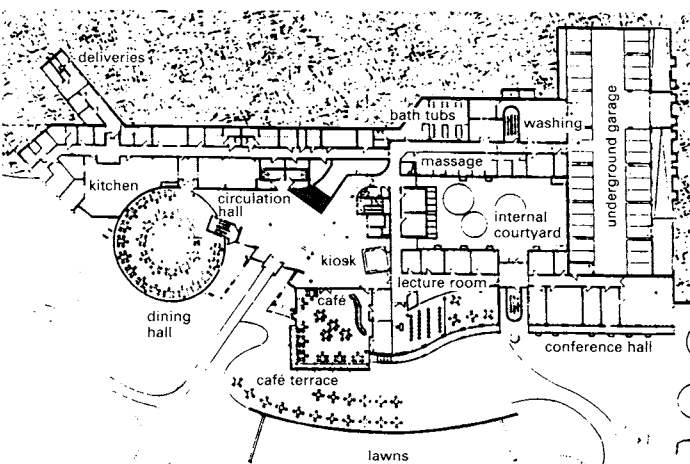 deliveries
bath tubs
washing
underground garage
massage
kitchen
circulation
hall
internal
courtyard
kiosk
lecture room
café
dining
hall
conference hall
café terrace
lawns